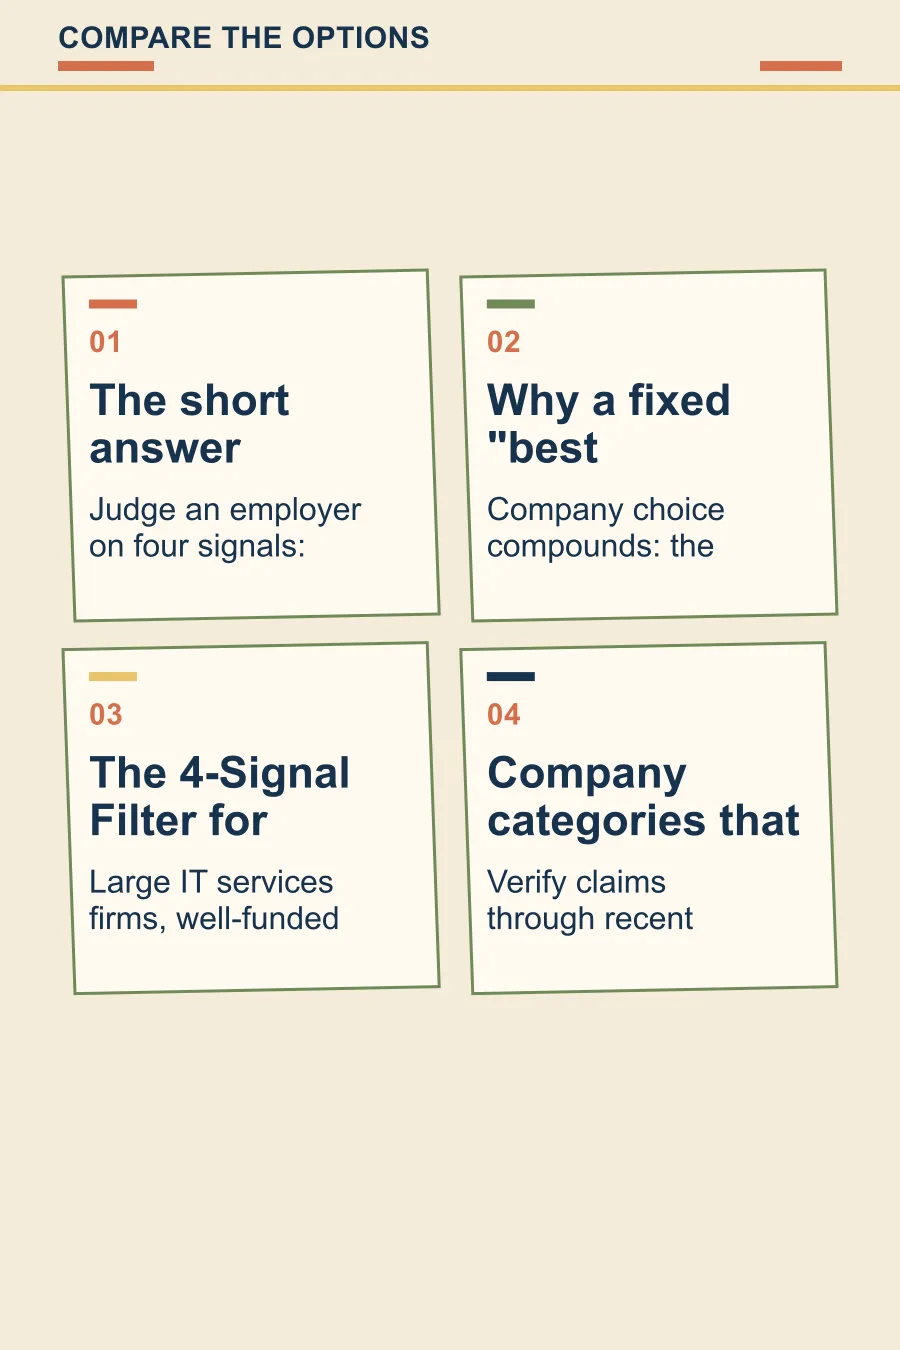 COMPARE THE OPTIONS
01
The short
answer
Judge an employer
on four signals:
02
Why a fixed
"best
Company choice
compounds: the
03
The 4-Signal
Filter for
Large IT services
firms, well-funded
04
Company
categories that
Verify claims
through recent